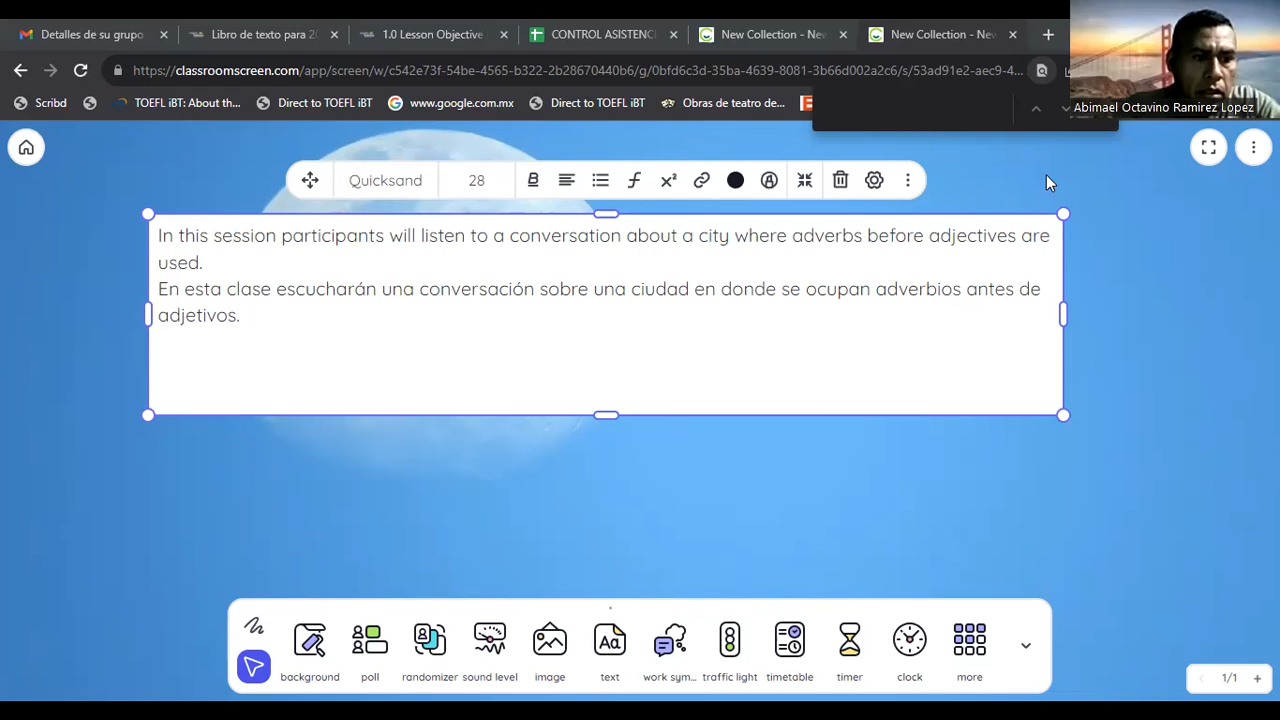 Detalles de su grupo
Libro de texto para 20
1.0 Lesson Objective
CONTROL ASISTENC
New Collection - Nev
New Collection - Nev
https://classroomscreen.com/app/screen/w/c542e73f-54be-4565-b322-2b28670440b6/g/0bfd6c3d-35ba-4639-8081-3b66d002a2c6/s/53ad91e2-aec9-4...
Abimael Octavino Ramirez Lopez
Scribd
TOEFL iBT: About th...
Direct to TOEFL iBT
www.google.com.mx
Direct to TOEFL iBT
Obras de teatro de...
Quicksand
28
In this session participants will listen to a conversation about a city where adverbs before adjectives are
used.
En esta clase escucharán una conversación sobre una ciudad en donde se ocupan adverbios antes de
adjetivos.
background
poll
randomizer
sound level
image
text
work sym...
traffic light
timetable
timer
clock
more
1/1